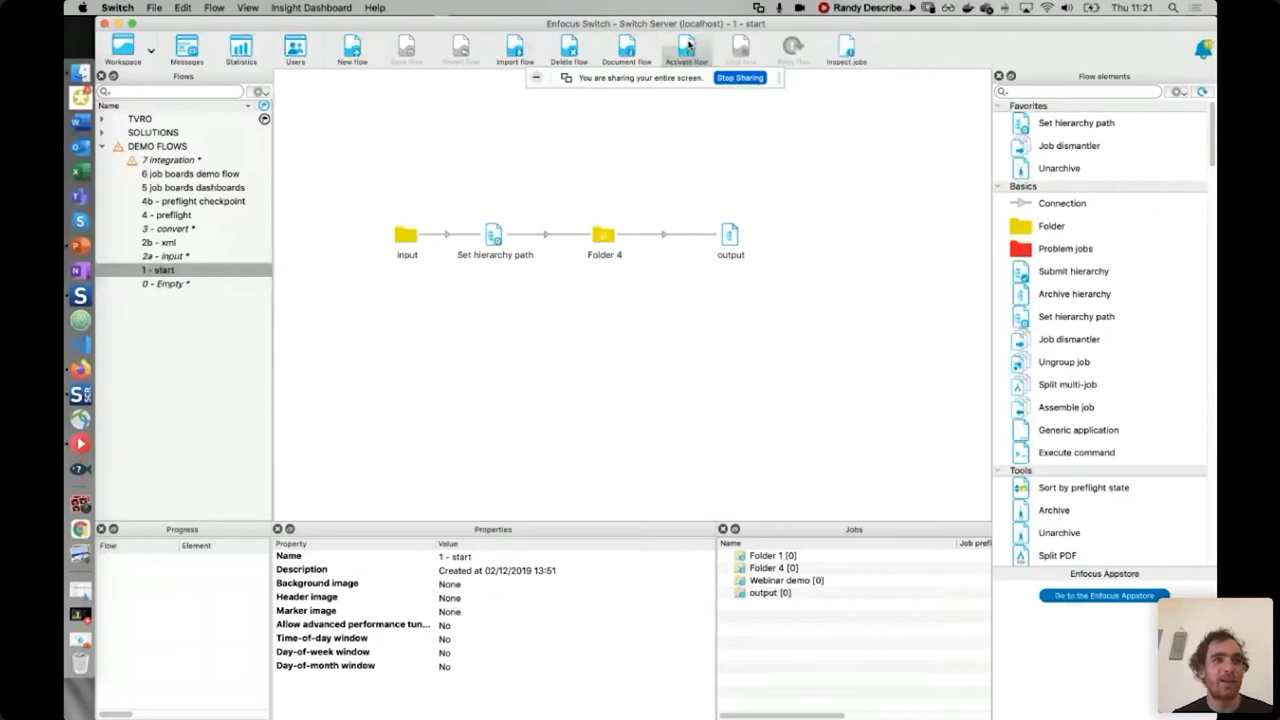 Switch File Edit Flow View Insight Dashboard Help Randy Describe... Thu 11:21
Enfocus Switch - Switch Server (localhost) - 1 - start
Workspace Messages Statistics Users New flow Save flow Revert flow Import flow Delete flow Document flow Activate flow Stop flow Retry flow Inspect jobs
You are sharing your entire screen. Stop Sharing
Flows
Name
TVRO
SOLUTIONS
DEMO FLOWS
7 integration *
6 job boards demo flow
5 job boards dashboards
4b - preflight checkpoint
4 - preflight
3 - convert *
2b - xml
2a - input *
1 - start
0 - Empty *
input
Set hierarchy path
Folder 4
output
Flow elements
Favorites
Set hierarchy path
Job dismantler
Unarchive
Basics
Connection
Folder
Problem jobs
Submit hierarchy
Archive hierarchy
Set hierarchy path
Job dismantler
Ungroup job
Split multi-job
Assemble job
Generic application
Execute command
Tools
Sort by preflight state
Archive
Unarchive
Split PDF
Enfocus Appstore
Go to the Enfocus Appstore
Progress
Flow Element
Properties
Property Value
Name 1 - start
Description Created at 02/12/2019 13:51
Background image None
Header image None
Marker image None
Allow advanced performance tun... No
Time-of-day window No
Day-of-week window No
Day-of-month window No
Jobs
Name Job prefi
Folder 1 [0]
Folder 4 [0]
Webinar demo [0]
output [0]